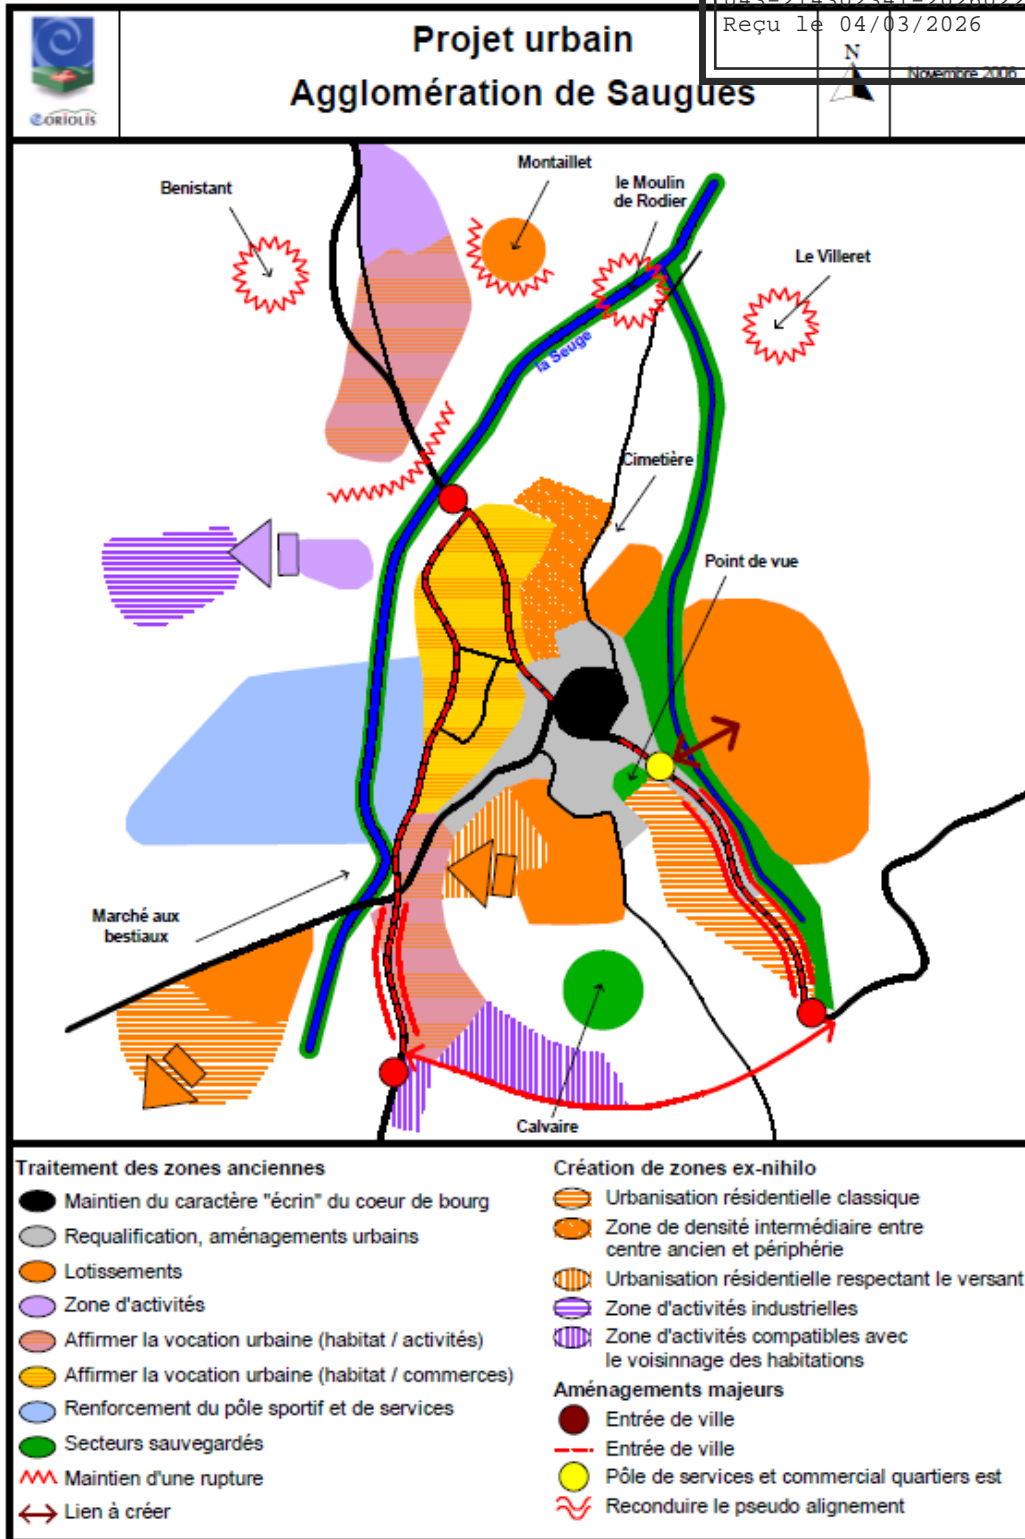 Projet urbain
Agglomération de Saugues
CORIOLIS
Reçu le 04/03/2026
N
Novembre 2008
Benistant
Montaillet
le Moulin
de Rodier
Le Villeret
la Seuge
Cimetière
Point de vue
Marché aux
bestiaux
Calvaire
Traitement des zones anciennes
Maintien du caractère "écrin" du coeur de bourg
Requalification, aménagements urbains
Lotissements
Zone d'activités
Affirmer la vocation urbaine (habitat / activités)
Affirmer la vocation urbaine (habitat / commerces)
Renforcement du pôle sportif et de services
Secteurs sauvegardés
Maintien d'une rupture
Lien à créer
Création de zones ex-nihilo
Urbanisation résidentielle classique
Zone de densité intermédiaire entre
centre ancien et périphérie
Urbanisation résidentielle respectant le versant
Zone d'activités industrielles
Zone d'activités compatibles avec
le voisinnage des habitations
Aménagements majeurs
Entrée de ville
Entrée de ville
Pôle de services et commercial quartiers est
Reconduire le pseudo alignement